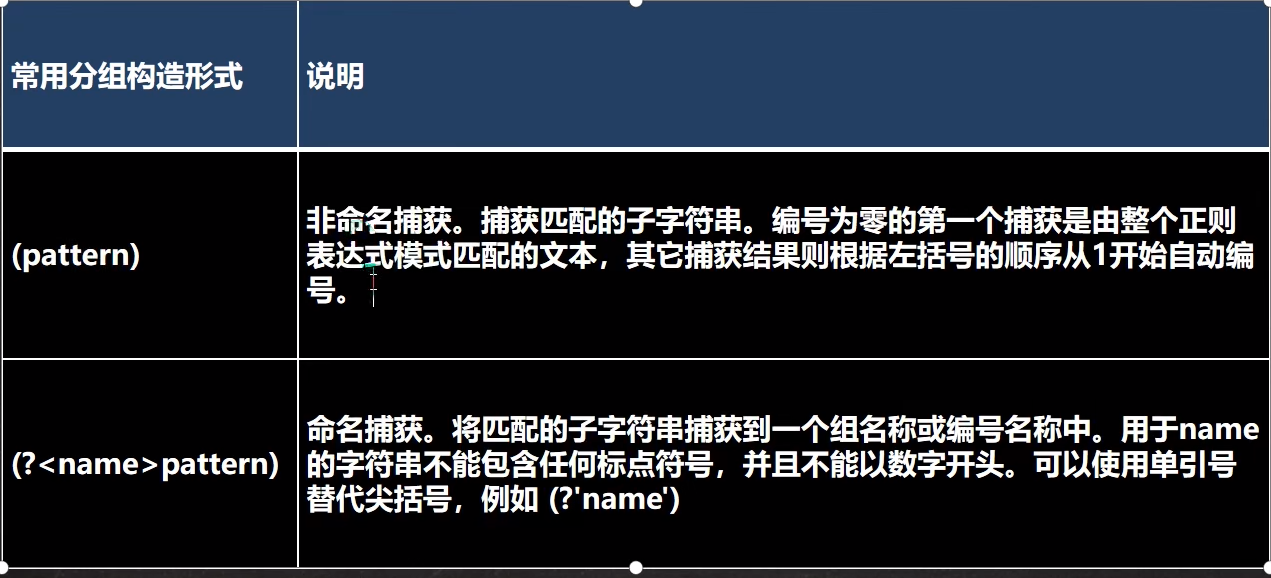 常用分组构造形式
说明
(pattern)
非命名捕获。捕获匹配的子字符串。编号为零的第一个捕获是由整个正则
表达式模式匹配的文本，其它捕获结果则根据左括号的顺序从1开始自动编
号。
(?<name>pattern)
命名捕获。将匹配的子字符串捕获到一个组名称或编号名称中。用于name
的字符串不能包含任何标点符号，并且不能以数字开头。可以使用单引号
替代尖括号，例如 (?'name')